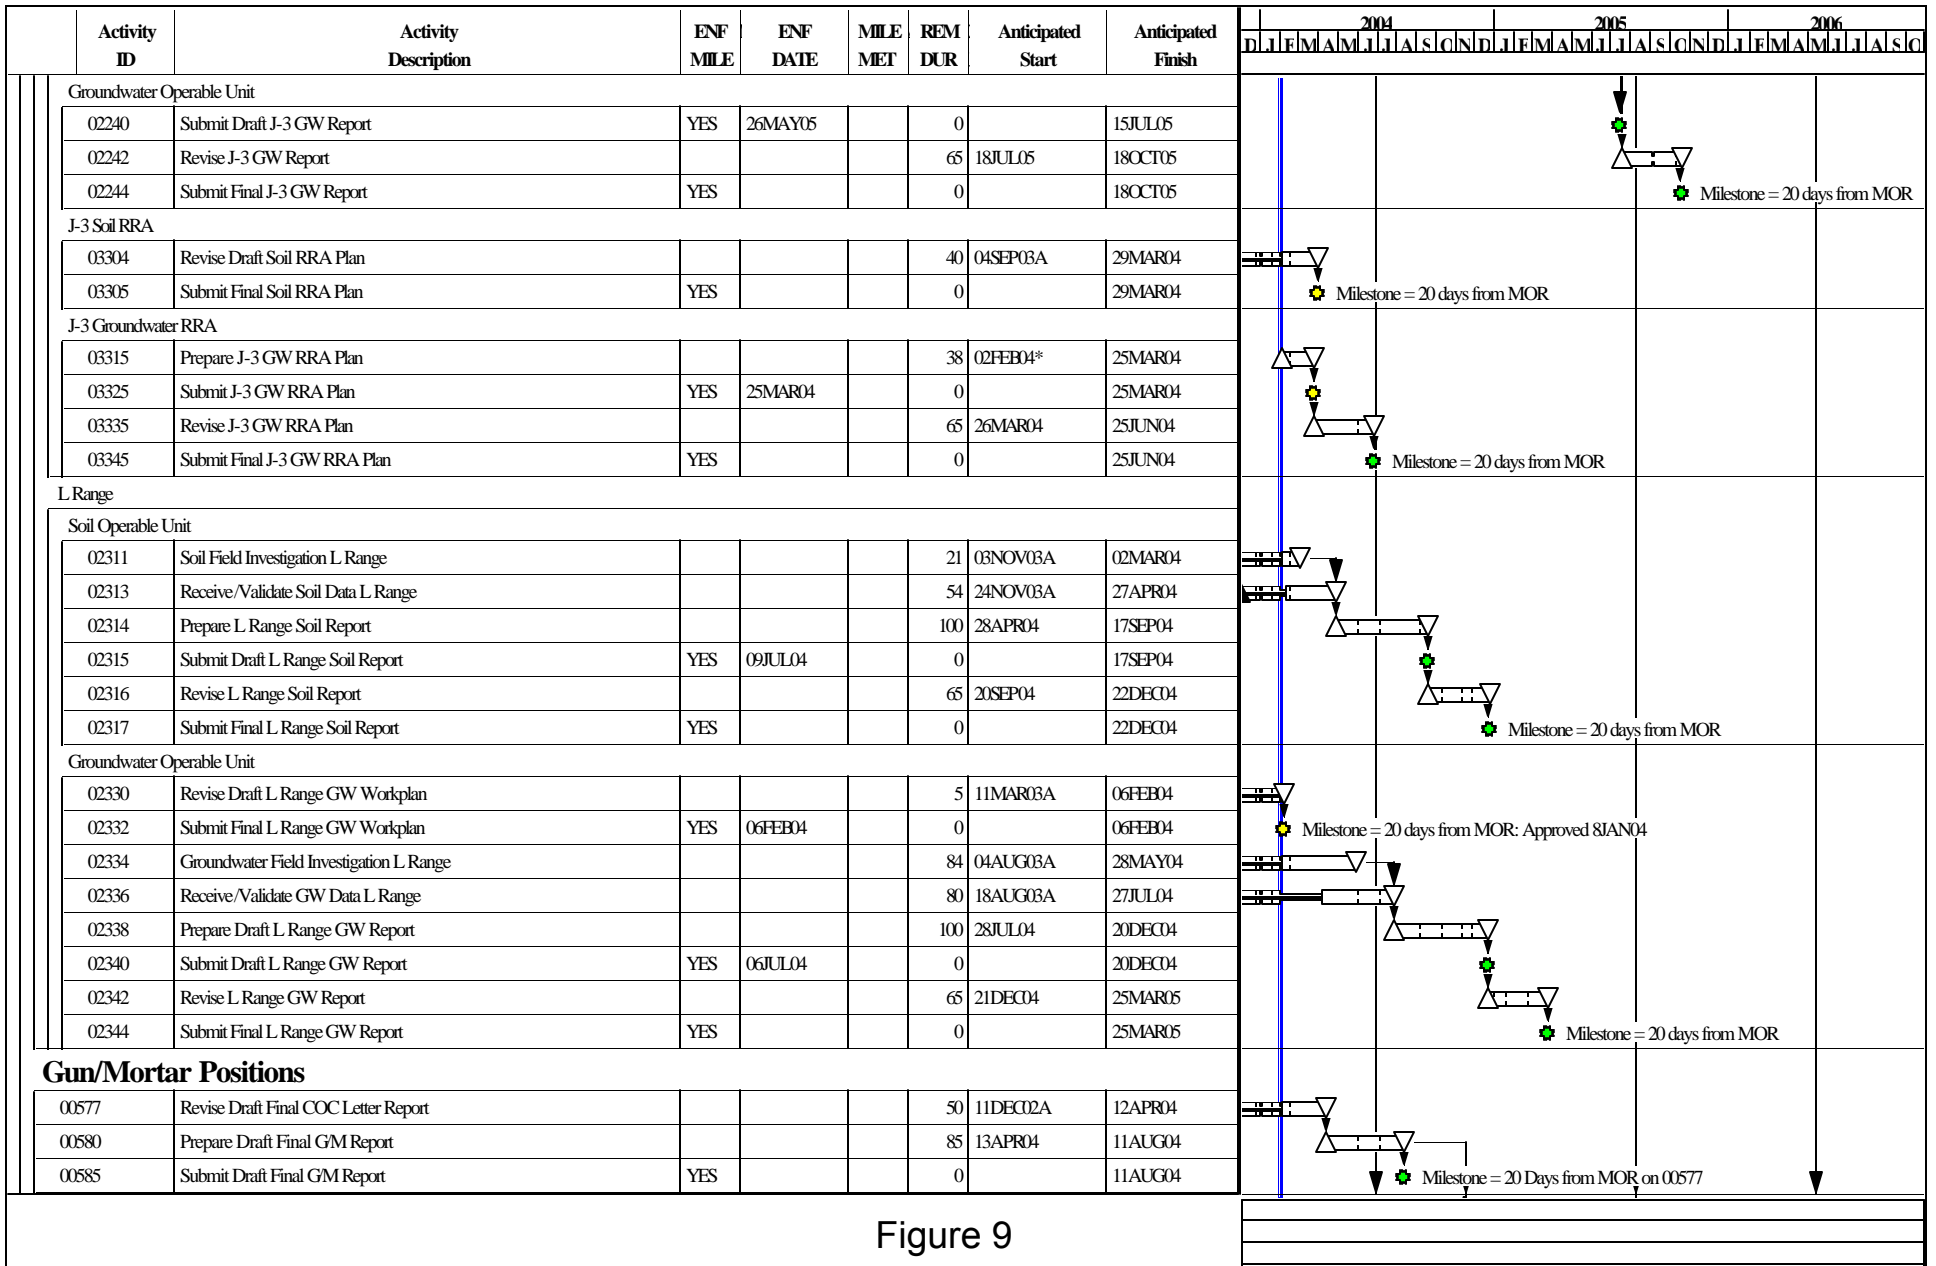 Activity ID Activity Description ENF MILE ENF DATE MILE MET REM DUR Anticipated Start Anticipated Finish
2004 2005 2006
D J F M A M J J A S O N D J F M A M J J A S O N D J F M A M J J A S O
Groundwater Operable Unit
02240 Submit Draft J-3 GW Report YES 26MAY05 0 15JUL05
02242 Revise J-3 GW Report 65 18JUL05 18OCT05
02244 Submit Final J-3 GW Report YES 0 18OCT05 Milestone = 20 days from MOR
J-3 Soil RRA
03304 Revise Draft Soil RRA Plan 40 04SEP03A 29MAR04
03305 Submit Final Soil RRA Plan YES 0 29MAR04 Milestone = 20 days from MOR
J-3 Groundwater RRA
03315 Prepare J-3 GW RRA Plan 38 02FEB04* 25MAR04
03325 Submit J-3 GW RRA Plan YES 25MAR04 0 25MAR04
03335 Revise J-3 GW RRA Plan 65 26MAR04 25JUN04
03345 Submit Final J-3 GW RRA Plan YES 0 25JUN04 Milestone = 20 days from MOR
L Range
Soil Operable Unit
02311 Soil Field Investigation L Range 21 03NOV03A 02MAR04
02313 Receive/Validate Soil Data L Range 54 24NOV03A 27APR04
02314 Prepare L Range Soil Report 100 28APR04 17SEP04
02315 Submit Draft L Range Soil Report YES 09JUL04 0 17SEP04
02316 Revise L Range Soil Report 65 20SEP04 22DEC04
02317 Submit Final L Range Soil Report YES 0 22DEC04 Milestone = 20 days from MOR
Groundwater Operable Unit
02330 Revise Draft L Range GW Workplan 5 11MAR03A 06FEB04
02332 Submit Final L Range GW Workplan YES 06FEB04 0 06FEB04 Milestone = 20 days from MOR: Approved 8JAN04
02334 Groundwater Field Investigation L Range 84 04AUG03A 28MAY04
02336 Receive/Validate GW Data L Range 80 18AUG03A 27JUL04
02338 Prepare Draft L Range GW Report 100 28JUL04 20DEC04
02340 Submit Draft L Range GW Report YES 06JUL04 0 20DEC04
02342 Revise L Range GW Report 65 21DEC04 25MAR05
02344 Submit Final L Range GW Report YES 0 25MAR05 Milestone = 20 days from MOR
Gun/Mortar Positions
00577 Revise Draft Final COC Letter Report 50 11DEC02A 12APR04
00580 Prepare Draft Final G/M Report 85 13APR04 11AUG04
00585 Submit Draft Final G/M Report YES 0 11AUG04 Milestone = 20 Days from MOR on 00577
Figure 9